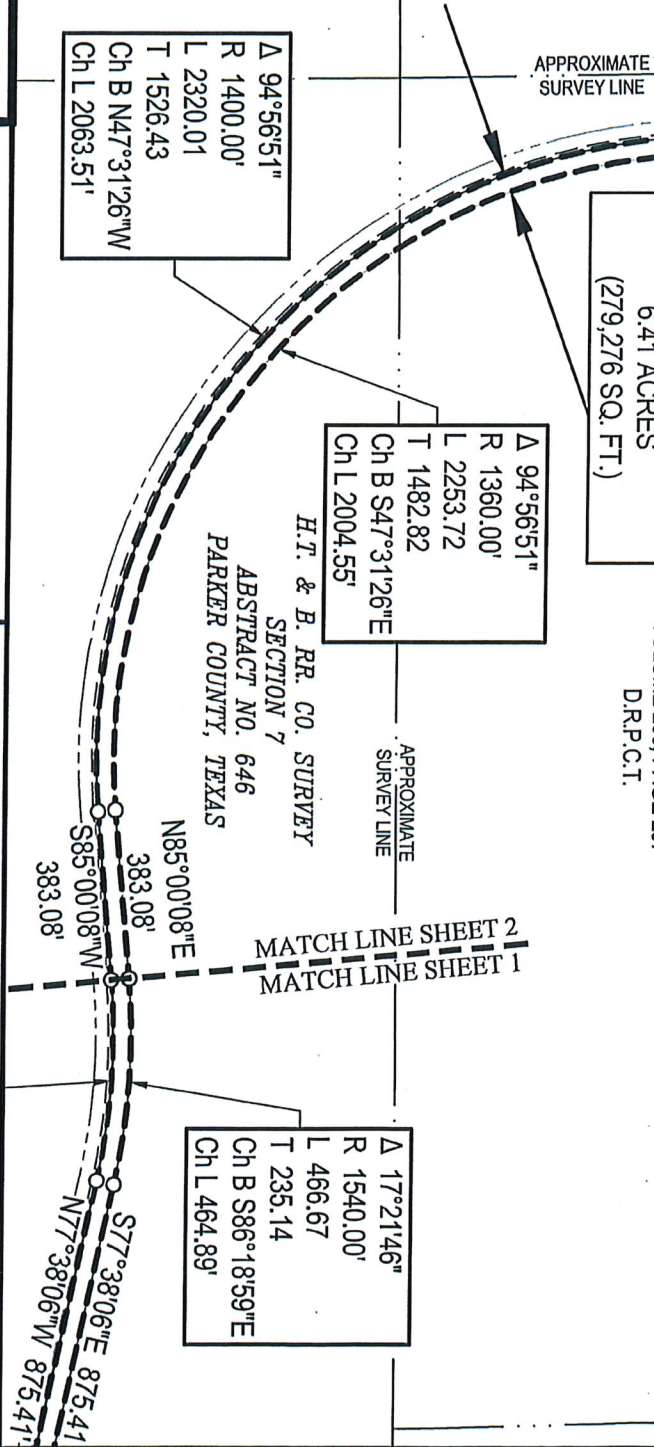 APPROXIMATE
SURVEY LINE
6.41 ACRES
(279,276 SQ. FT.)
D.R.P.C.T.
Δ 94°56'51"
R 1400.00'
L 2320.01
T 1526.43
Ch B N47°31'26"W
Ch L 2063.51'
Δ 94°56'51"
R 1360.00'
L 2253.72
T 1482.82
Ch B S47°31'26"E
Ch L 2004.55'
H.T. & B. RR. CO. SURVEY
SECTION 7
ABSTRACT NO. 646
PARKER COUNTY, TEXAS
APPROXIMATE
SURVEY LINE
N85°00'08"E
383.08'
S85°00'08"W
383.08'
MATCH LINE SHEET 2
MATCH LINE SHEET 1
Δ 17°21'46"
R 1540.00'
L 466.67
T 235.14
Ch B S86°18'59"E
Ch L 464.89'
S77°38'06"E 875.41
N77°38'06"W 875.41'